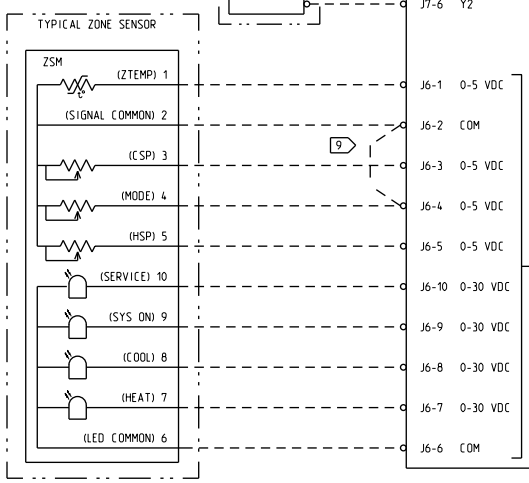 J7-6 Y2
TYPICAL ZONE SENSOR
ZSM
(ZTEMP) 1 J6-1 0-5 VDC
t°
(SIGNAL COMMON) 2 J6-2 COM
9
(CSP) 3 J6-3 0-5 VDC
(MODE) 4 J6-4 0-5 VDC
(HSP) 5 J6-5 0-5 VDC
(SERVICE) 10 J6-10 0-30 VDC
(SYS ON) 9 J6-9 0-30 VDC
(COOL) 8 J6-8 0-30 VDC
(HEAT) 7 J6-7 0-30 VDC
(LED COMMON) 6 J6-6 COM